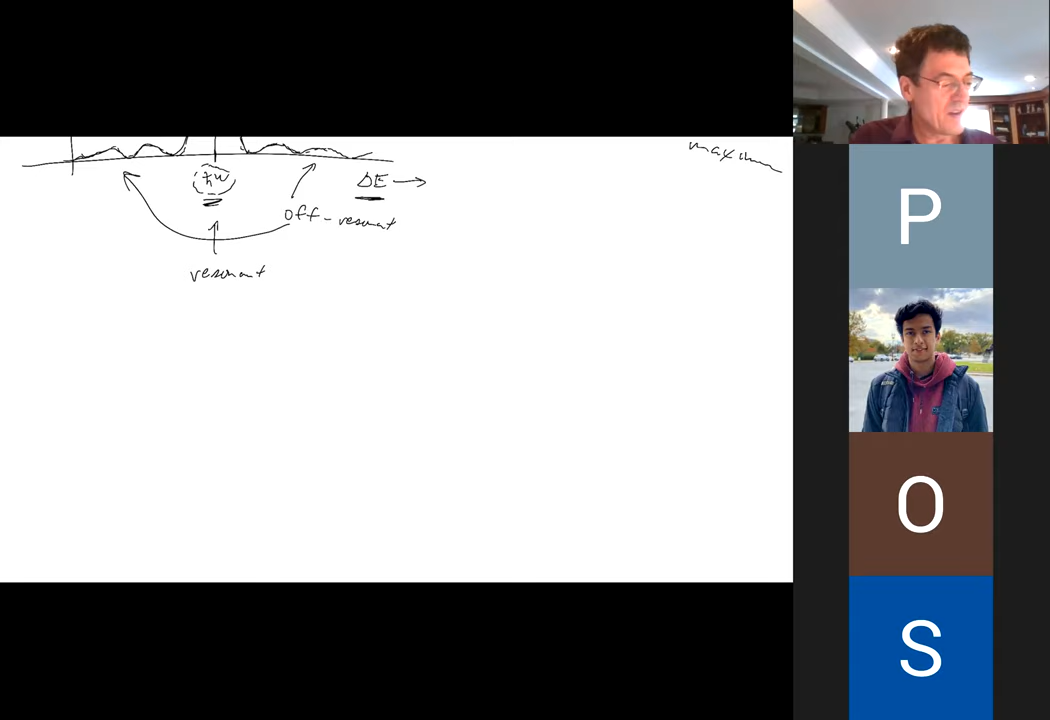 maximum
ħω
ΔE →
off-resonant
resonant
P
O
S